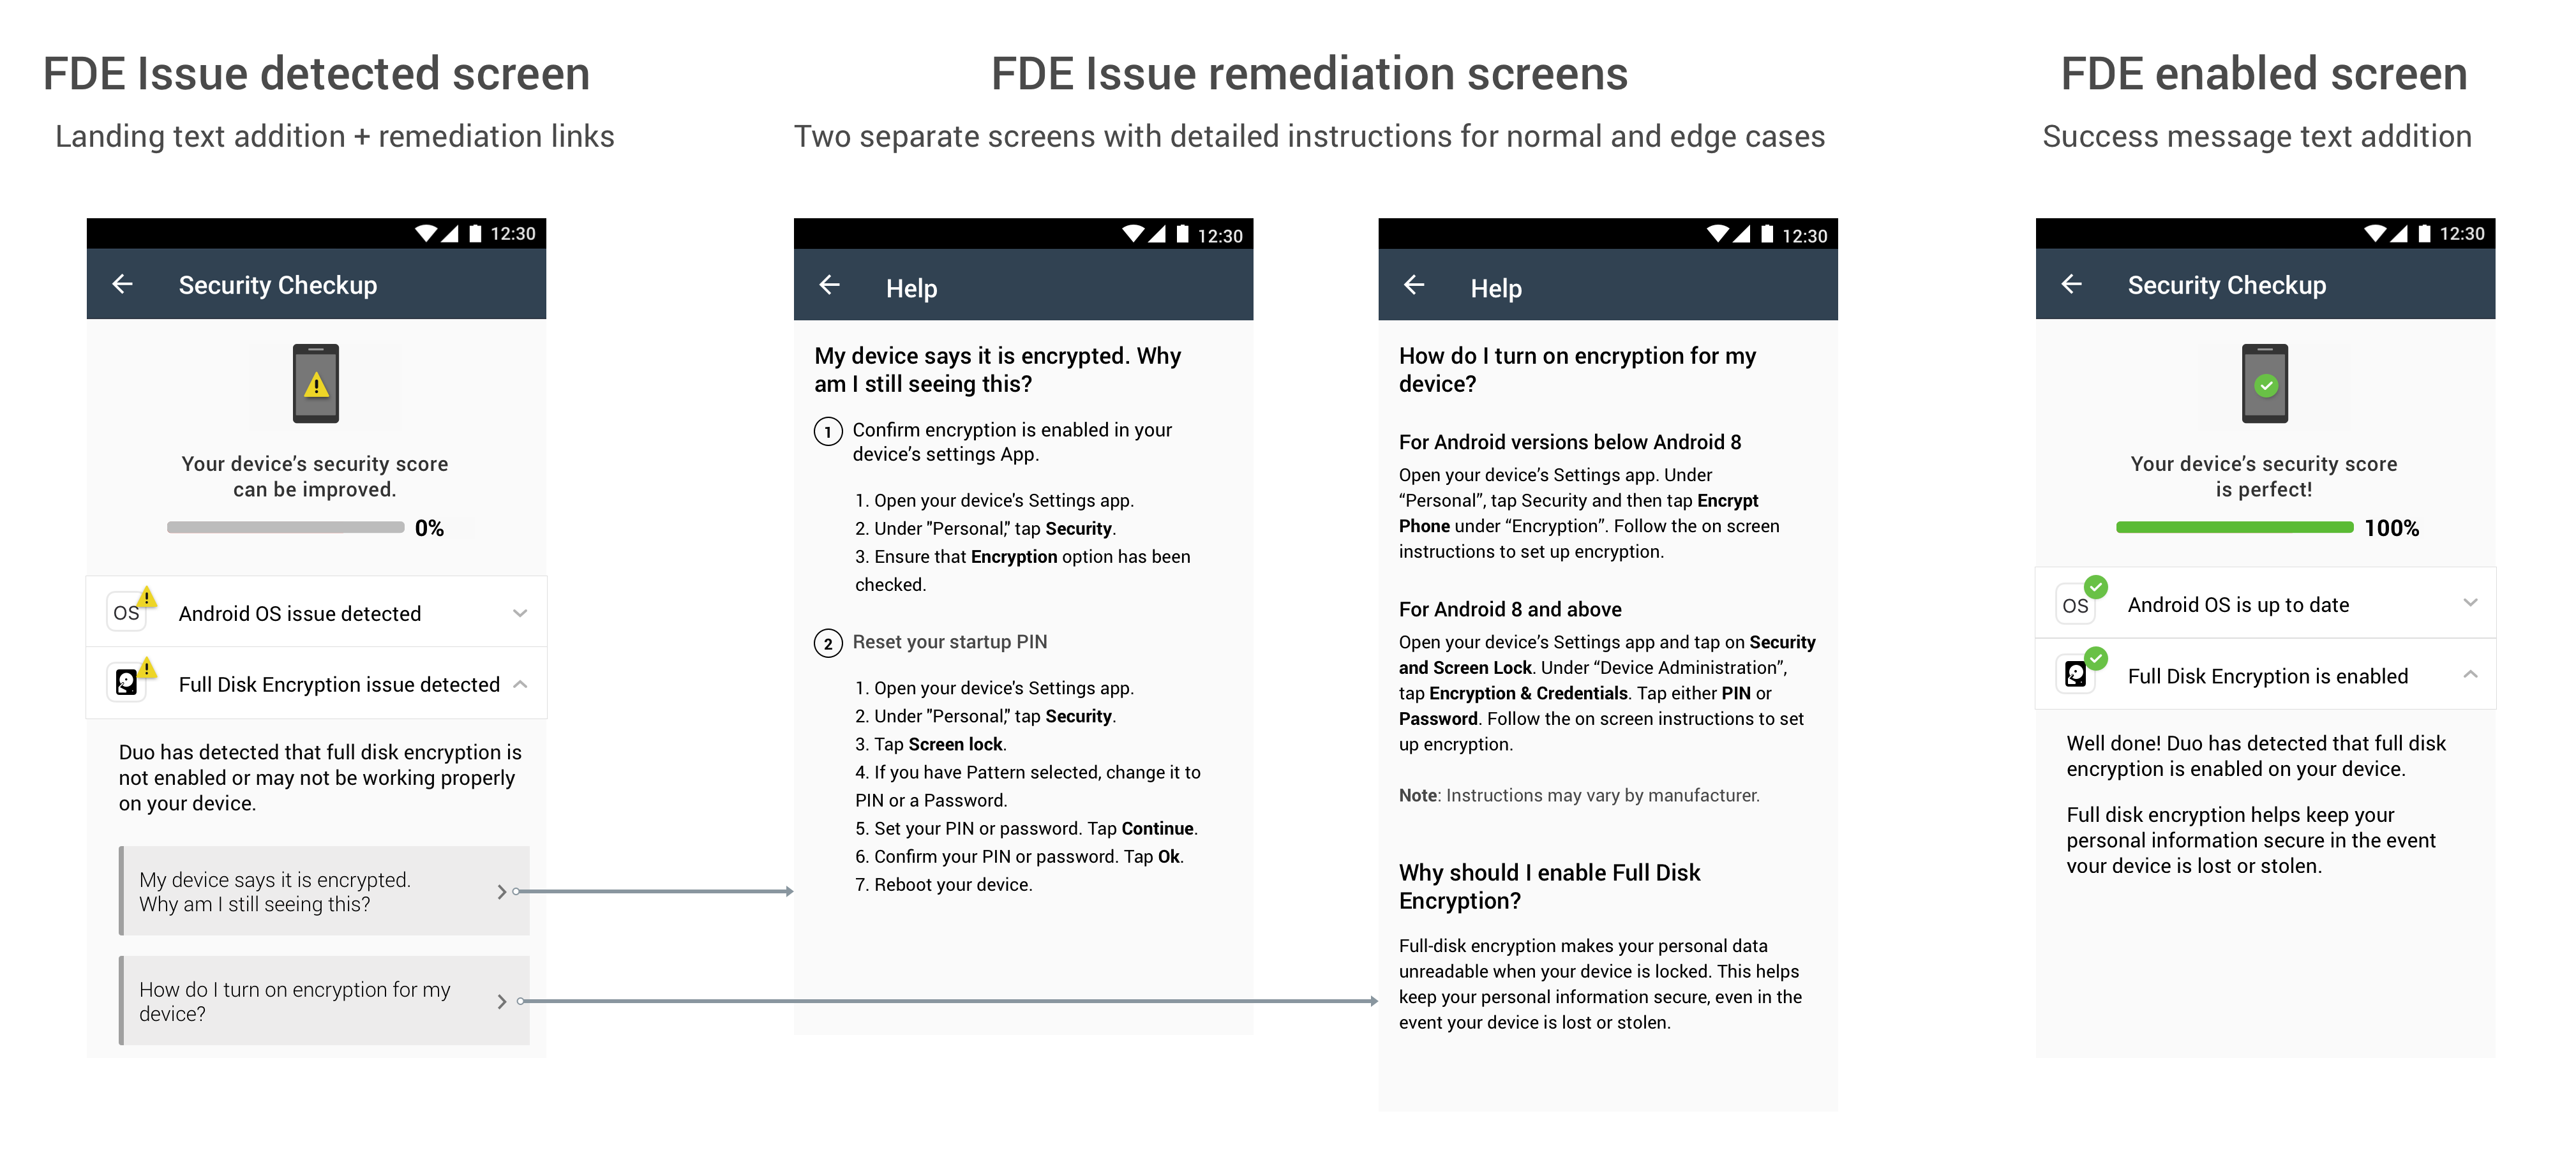 FDE Issue detected screen
Landing text addition + remediation links
FDE Issue remediation screens
Two separate screens with detailed instructions for normal and edge cases
FDE enabled screen
Success message text addition
12:30
Security Checkup
Your device’s security score
can be improved.
0%
OS
Android OS issue detected
Full Disk Encryption issue detected
Duo has detected that full disk encryption is
not enabled or may not be working properly
on your device.
My device says it is encrypted.
Why am I still seeing this?
How do I turn on encryption for my
device?
12:30
Help
My device says it is encrypted. Why
am I still seeing this?
1 Confirm encryption is enabled in your
device’s settings App.
1. Open your device's Settings app.
2. Under "Personal," tap Security.
3. Ensure that Encryption option has been
checked.
2 Reset your startup PIN
1. Open your device's Settings app.
2. Under "Personal," tap Security.
3. Tap Screen lock.
4. If you have Pattern selected, change it to
PIN or a Password.
5. Set your PIN or password. Tap Continue.
6. Confirm your PIN or password. Tap Ok.
7. Reboot your device.
12:30
Help
How do I turn on encryption for my
device?
For Android versions below Android 8
Open your device’s Settings app. Under
“Personal”, tap Security and then tap Encrypt
Phone under “Encryption”. Follow the on screen
instructions to set up encryption.
For Android 8 and above
Open your device’s Settings app and tap on Security
and Screen Lock. Under “Device Administration”,
tap Encryption & Credentials. Tap either PIN or
Password. Follow the on screen instructions to set
up encryption.
Note: Instructions may vary by manufacturer.
Why should I enable Full Disk
Encryption?
Full-disk encryption makes your personal data
unreadable when your device is locked. This helps
keep your personal information secure, even in the
event your device is lost or stolen.
12:30
Security Checkup
Your device’s security score
is perfect!
100%
OS
Android OS is up to date
Full Disk Encryption is enabled
Well done! Duo has detected that full disk
encryption is enabled on your device.
Full disk encryption helps keep your
personal information secure in the event
your device is lost or stolen.